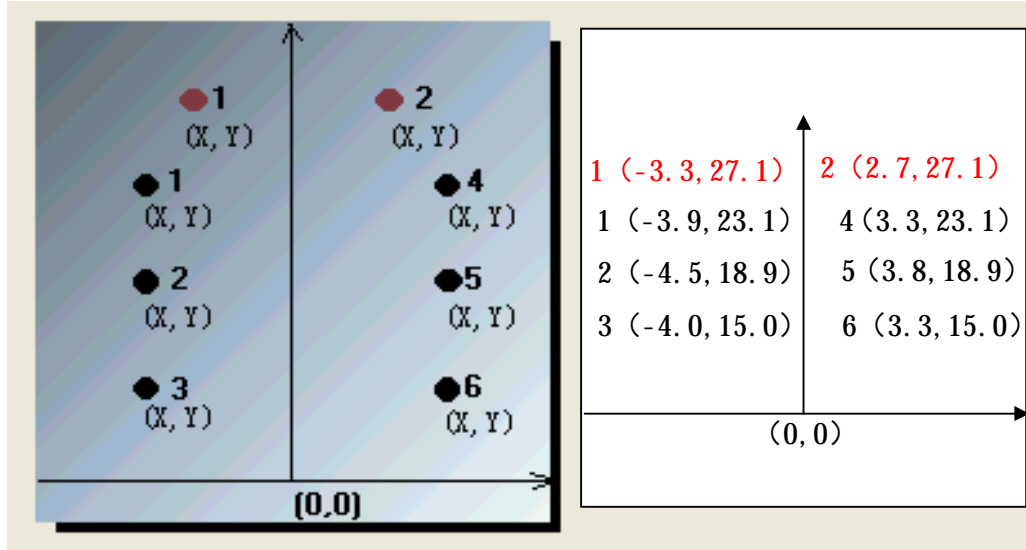 1 2
(X, Y) (X, Y)
1 4
(X, Y) (X, Y)
2 5
(X, Y) (X, Y)
3 6
(X, Y) (X, Y)
(0,0)
1 (-3.3,27.1) 2 (2.7,27.1)
1 (-3.9,23.1) 4(3.3,23.1)
2 (-4.5,18.9) 5(3.8,18.9)
3 (-4.0,15.0) 6 (3.3,15.0)
(0,0)